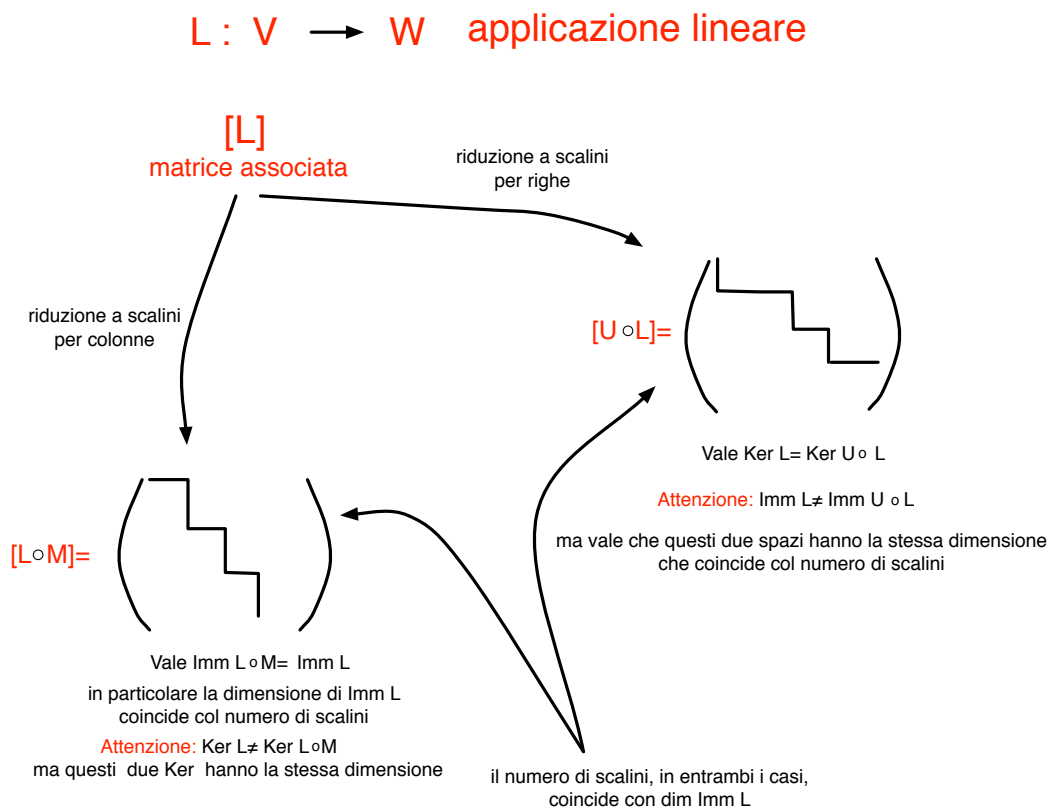 L : V → W applicazione lineare
[L]
matrice associata
riduzione a scalini
per righe
riduzione a scalini
per colonne
[U ∘ L]=
Vale Ker L= Ker U ∘ L
Attenzione: Imm L≠ Imm U ∘ L
ma vale che questi due spazi hanno la stessa dimensione
che coincide col numero di scalini
[L∘M]=
Vale Imm L∘M= Imm L
in particolare la dimensione di Imm L
coincide col numero di scalini
Attenzione: Ker L≠ Ker L∘M
ma questi due Ker hanno la stessa dimensione
il numero di scalini, in entrambi i casi,
coincide con dim Imm L